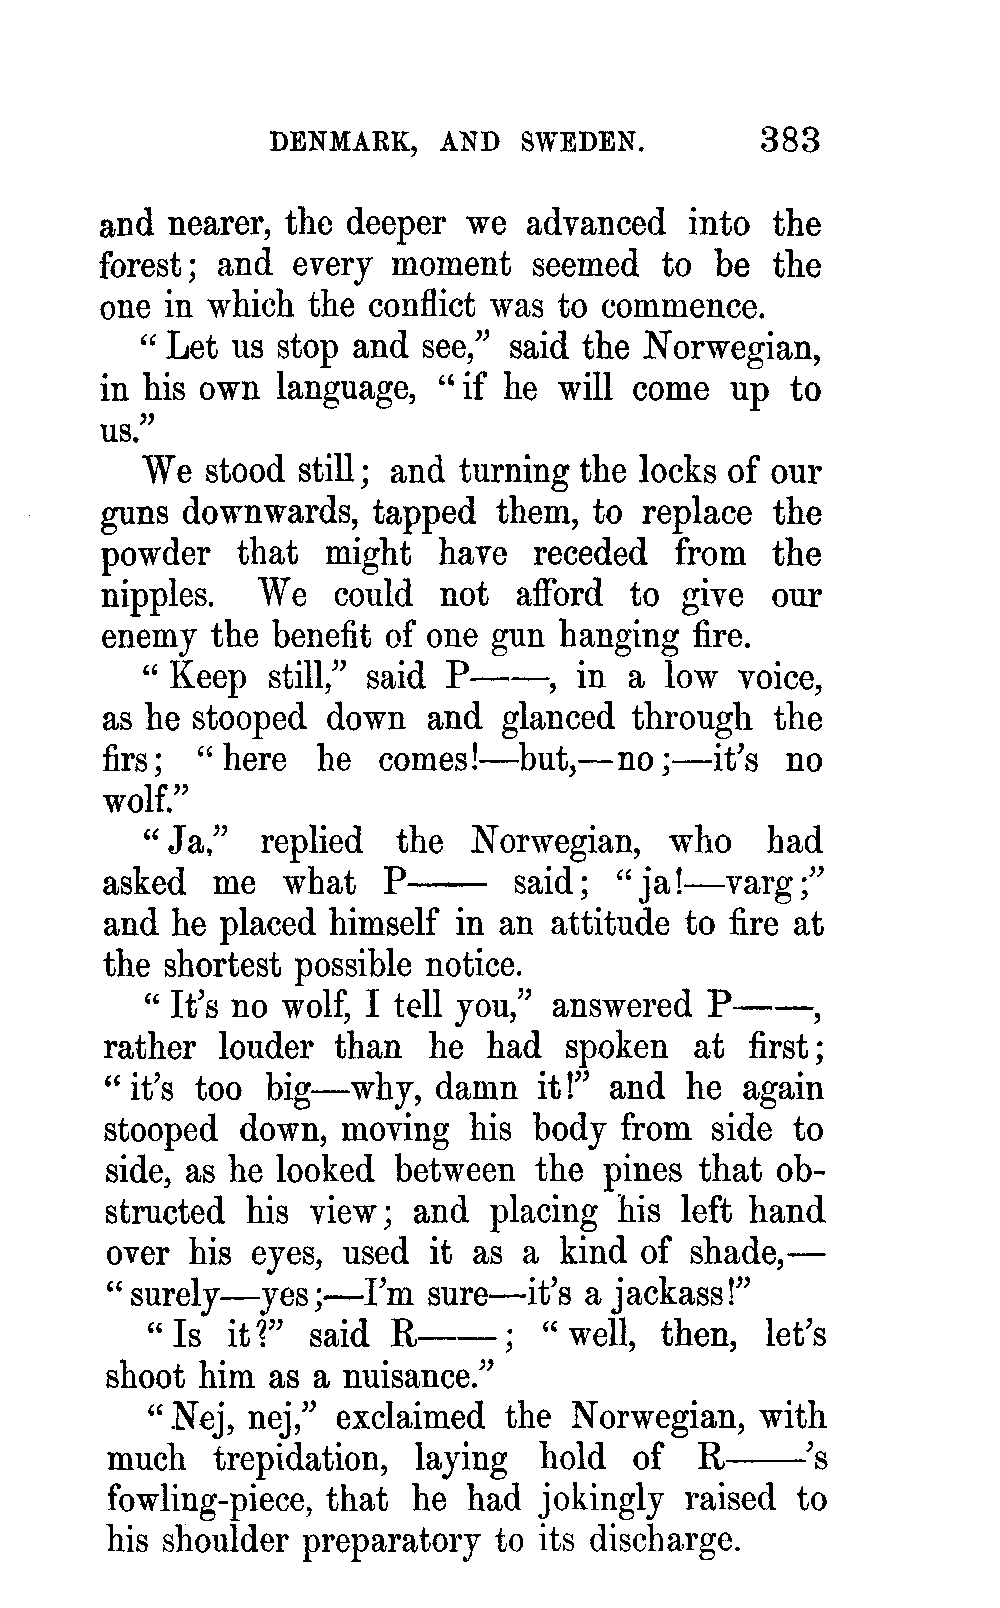 DENMARK, AND SWEDEN. 383
and nearer, the deeper we advanced into the
forest; and every moment seemed to be the
one in which the conflict was to commence.
“Let us stop and see,” said the Norwegian,
in his own language, “if he will come up to
us.”
We stood still; and turning the locks of our
guns downwards, tapped them, to replace the
powder that might have receded from the
nipples. We could not afford to give our
enemy the benefit of one gun hanging fire.
“Keep still,” said P——, in a low voice,
as he stooped down and glanced through the
firs; “here he comes!—but,—no;—it’s no
wolf.”
“Ja,” replied the Norwegian, who had
asked me what P—— said; “ja!—varg;”
and he placed himself in an attitude to fire at
the shortest possible notice.
“It’s no wolf, I tell you,” answered P——,
rather louder than he had spoken at first;
“it’s too big—why, damn it!” and he again
stooped down, moving his body from side to
side, as he looked between the pines that ob-
structed his view; and placing his left hand
over his eyes, used it as a kind of shade,—
“surely—yes;—I’m sure—it’s a jackass!”
“Is it?” said R——; “well, then, let’s
shoot him as a nuisance.”
“Nej, nej,” exclaimed the Norwegian, with
much trepidation, laying hold of R——’s
fowling-piece, that he had jokingly raised to
his shoulder preparatory to its discharge.